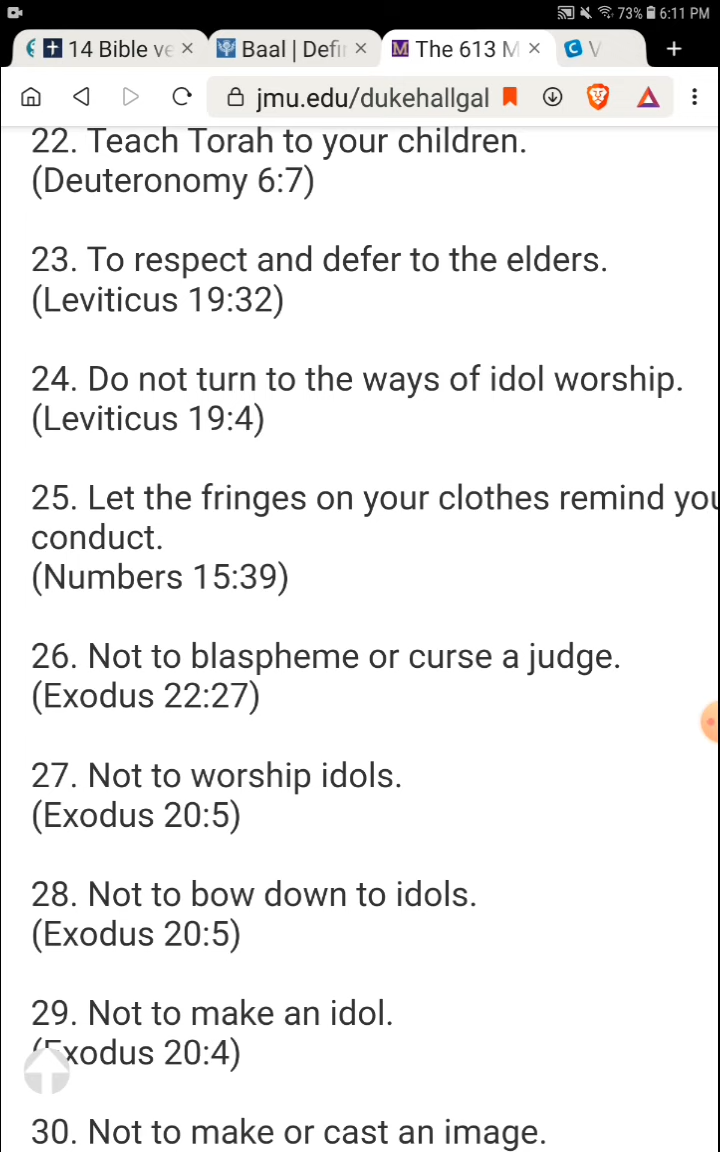 73% 6:11 PM
14 Bible ve × Baal | Defi × The 613 M × V +
jmu.edu/dukehallgal
22. Teach Torah to your children.
(Deuteronomy 6:7)
23. To respect and defer to the elders.
(Leviticus 19:32)
24. Do not turn to the ways of idol worship.
(Leviticus 19:4)
25. Let the fringes on your clothes remind you
conduct.
(Numbers 15:39)
26. Not to blaspheme or curse a judge.
(Exodus 22:27)
27. Not to worship idols.
(Exodus 20:5)
28. Not to bow down to idols.
(Exodus 20:5)
29. Not to make an idol.
(Exodus 20:4)
30. Not to make or cast an image.